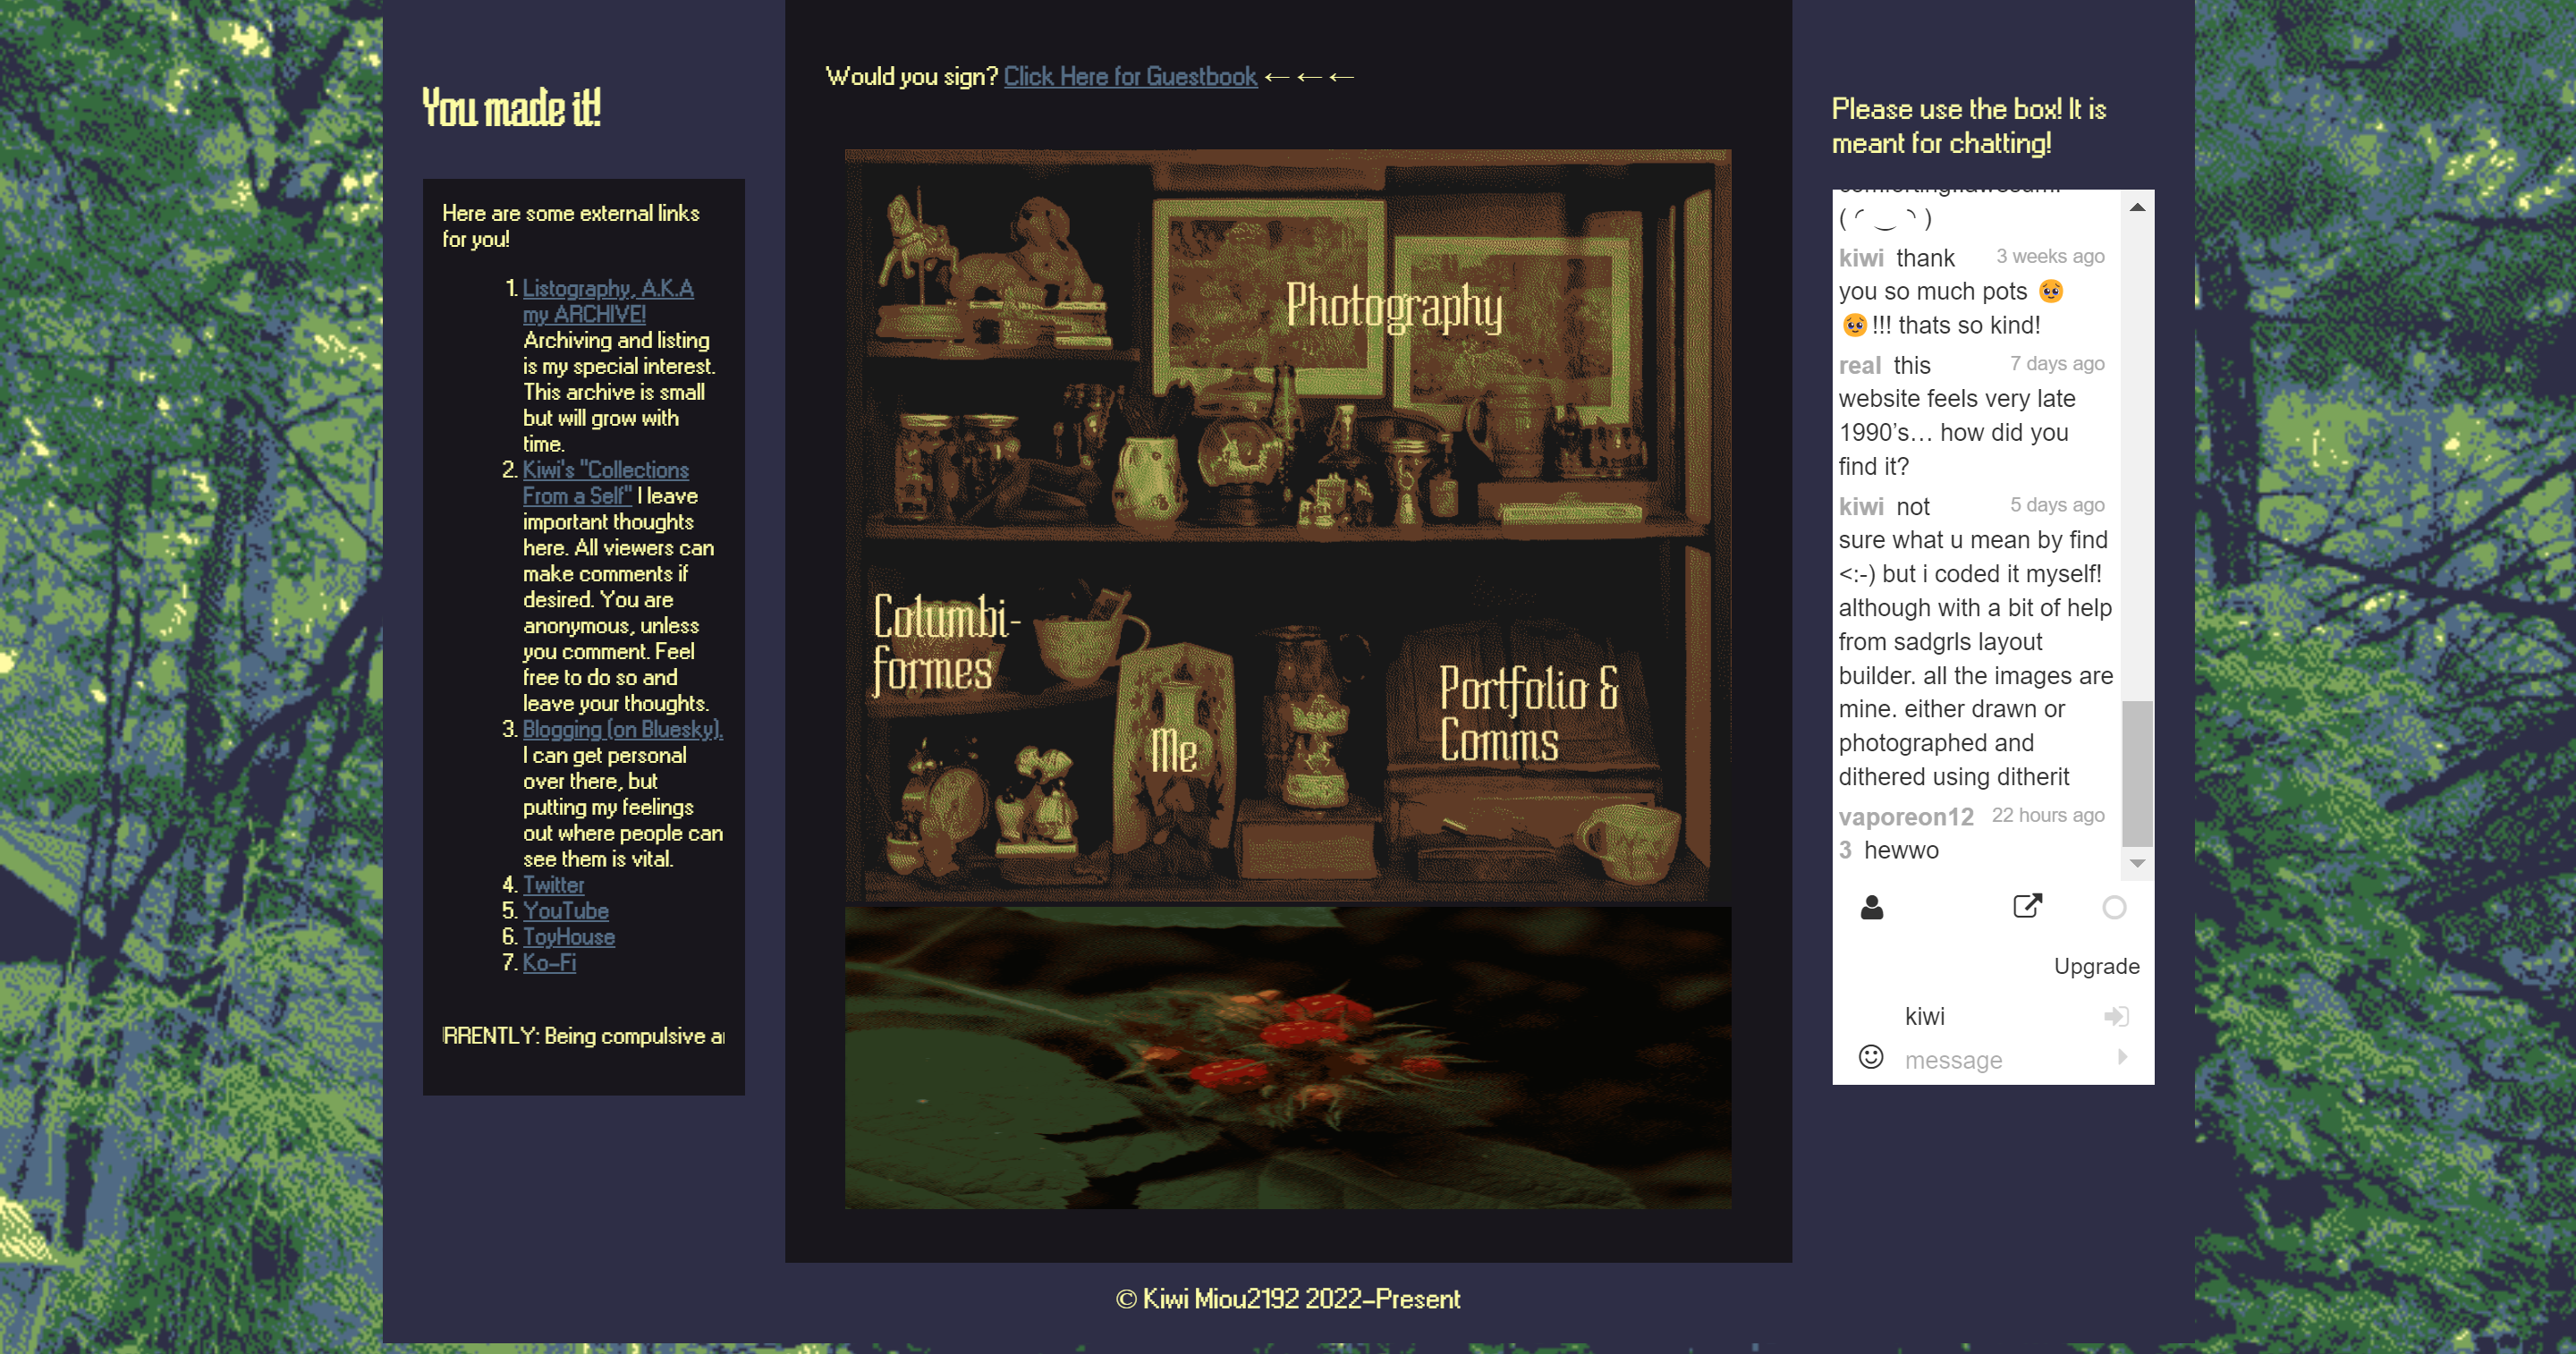 You made it!
Here are some external links
for you!
1. Listography, A.K.A
my ARCHIVE!
Archiving and listing
is my special interest.
This archive is small
but will grow with
time.
2. Kiwi's "Collections
From a Self" I leave
important thoughts
here. All viewers can
make comments if
desired. You are
anonymous, unless
you comment. Feel
free to do so and
leave your thoughts.
3. Blogging (on Bluesky).
I can get personal
over there, but
putting my feelings
out where people can
see them is vital.
4. Twitter
5. YouTube
6. ToyHouse
7. Ko-Fi
RRENTLY: Being compulsive a
Would you sign? Click Here for Guestbook ← ← ←
Photography
Columbi-
formes
Me
Portfolio &
Comms
Please use the box! It is
meant for chatting!
( ◜ ‿ ◝ )
kiwi thank 3 weeks ago
you so much pots 🥺
🥺!!! thats so kind!
real this 7 days ago
website feels very late
1990's… how did you
find it?
kiwi not 5 days ago
sure what u mean by find
<:-) but i coded it myself!
although with a bit of help
from sadgrls layout
builder. all the images are
mine. either drawn or
photographed and
dithered using ditherit
vaporeon12 22 hours ago
3 hewwo
Upgrade
kiwi
message
© Kiwi Miou2192 2022-Present